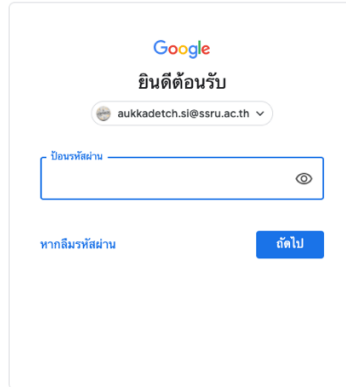 Google
ยินดีต้อนรับ
aukkadetch.si@ssru.ac.th
ป้อนรหัสผ่าน
หากลืมรหัสผ่าน
ถัดไป